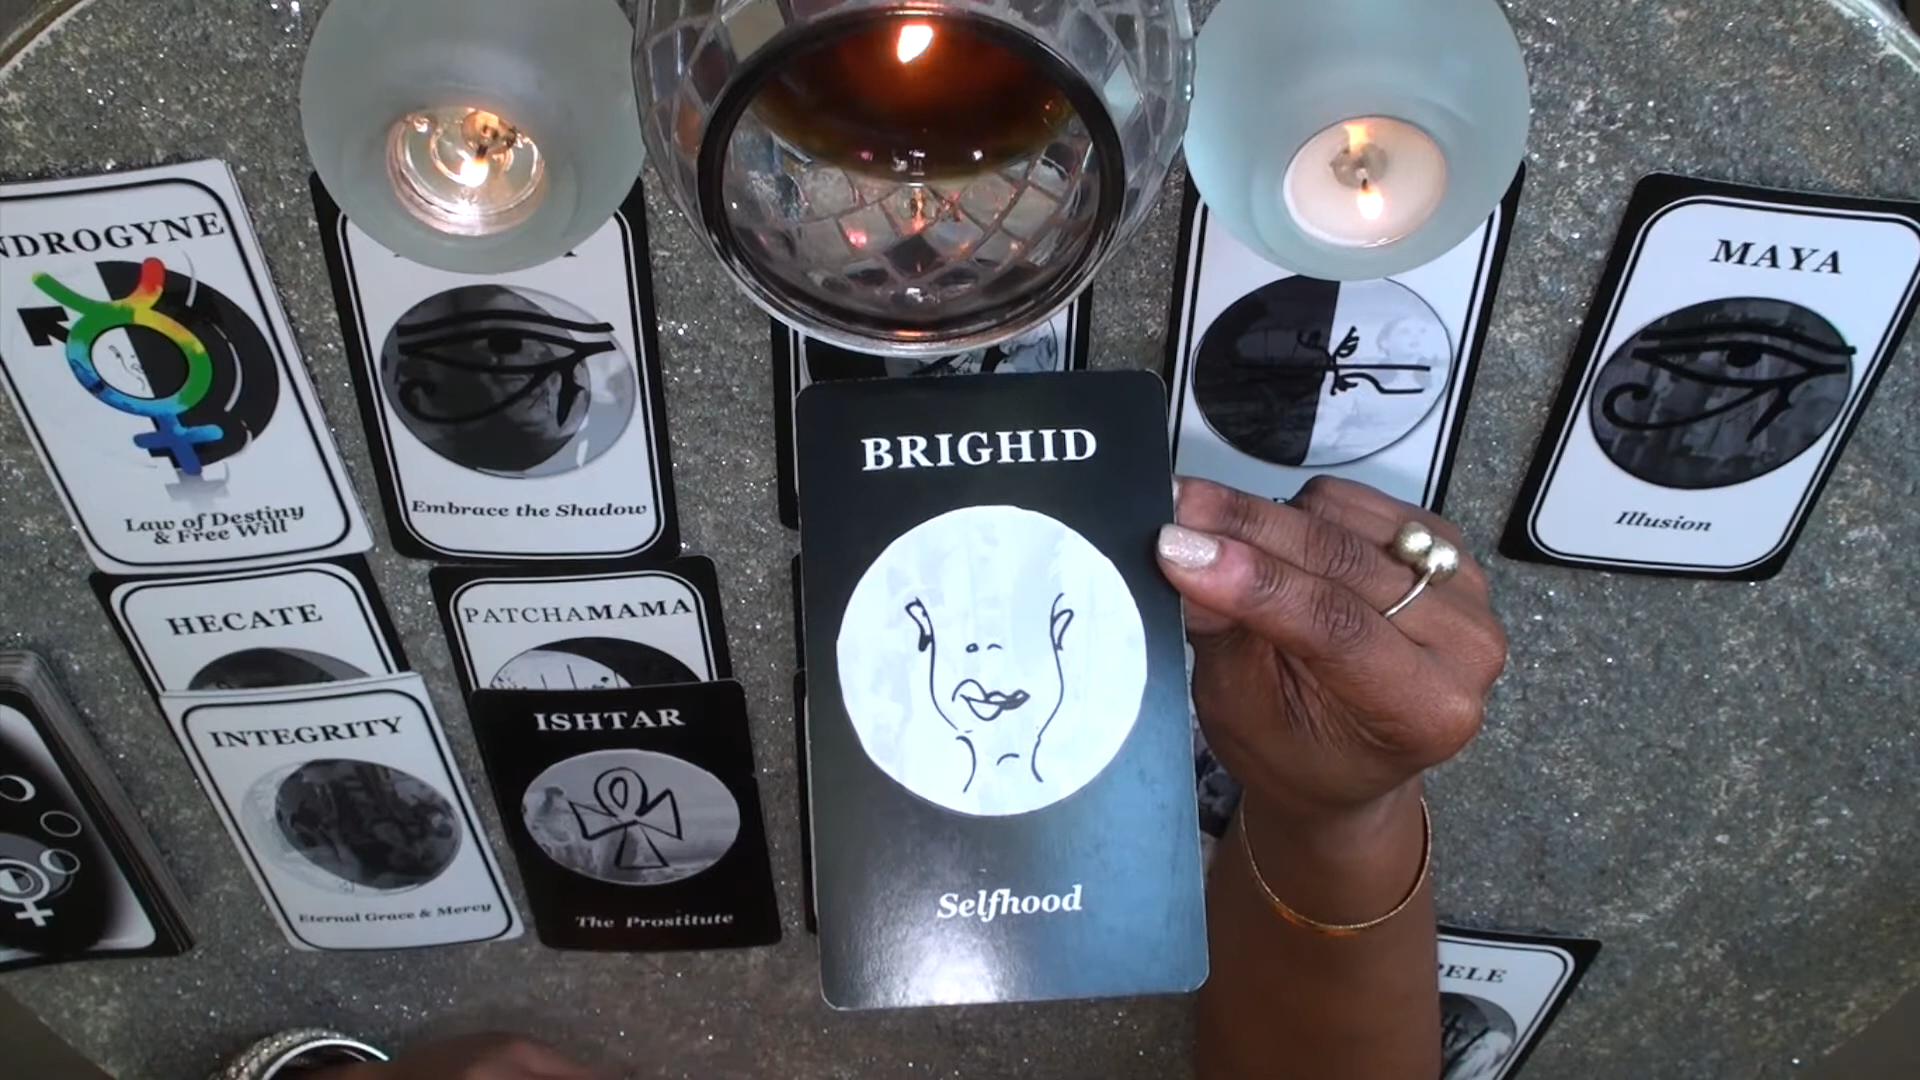 NDROGYNE
Law of Destiny
& Free Will
Embrace the Shadow
MAYA
Illusion
HECATE
PATCHAMAMA
BRIGHID
Selfhood
INTEGRITY
Eternal Grace & Mercy
ISHTAR
The Prostitute
PELE